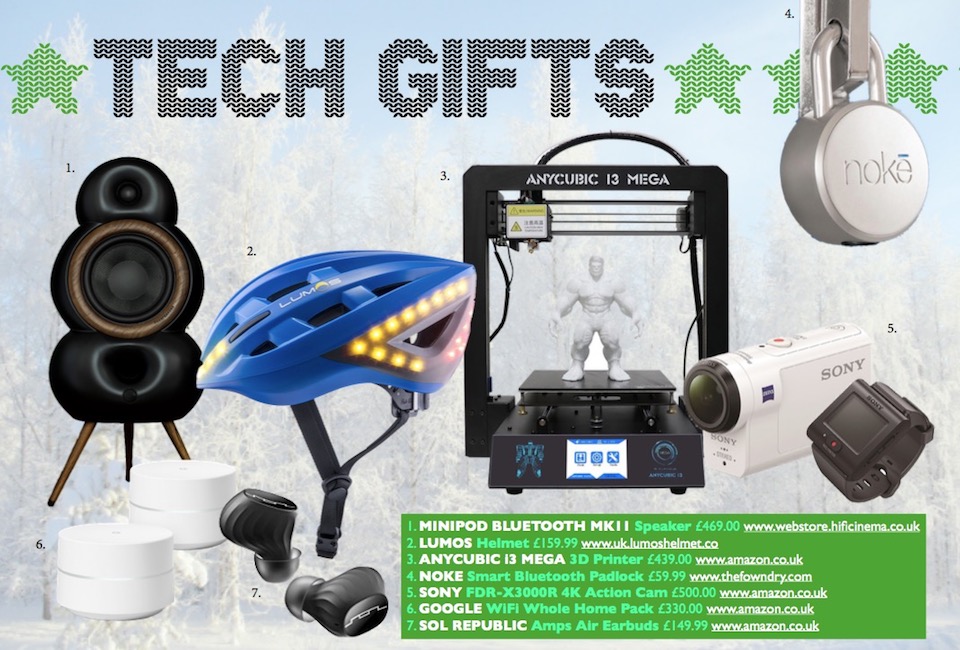 TECH GIFTS
4.
noke
1.
3.
ANYCUBIC I3 MEGA
2.
LUMOS
5.
SONY
SONY
SONY
ANYCUBIC I3
6.
7.
1. MINIPOD BLUETOOTH MK11 Speaker £469.00 www.webstore.hificinema.co.uk
2. LUMOS Helmet £159.99 www.uk.lumoshelmet.co
3. ANYCUBIC I3 MEGA 3D Printer £439.00 www.amazon.co.uk
4. NOKE Smart Bluetooth Padlock £59.99 www.thefowndry.com
5. SONY FDR-X3000R 4K Action Cam £500.00 www.amazon.co.uk
6. GOOGLE WiFi Whole Home Pack £330.00 www.amazon.co.uk
7. SOL REPUBLIC Amps Air Earbuds £149.99 www.amazon.co.uk